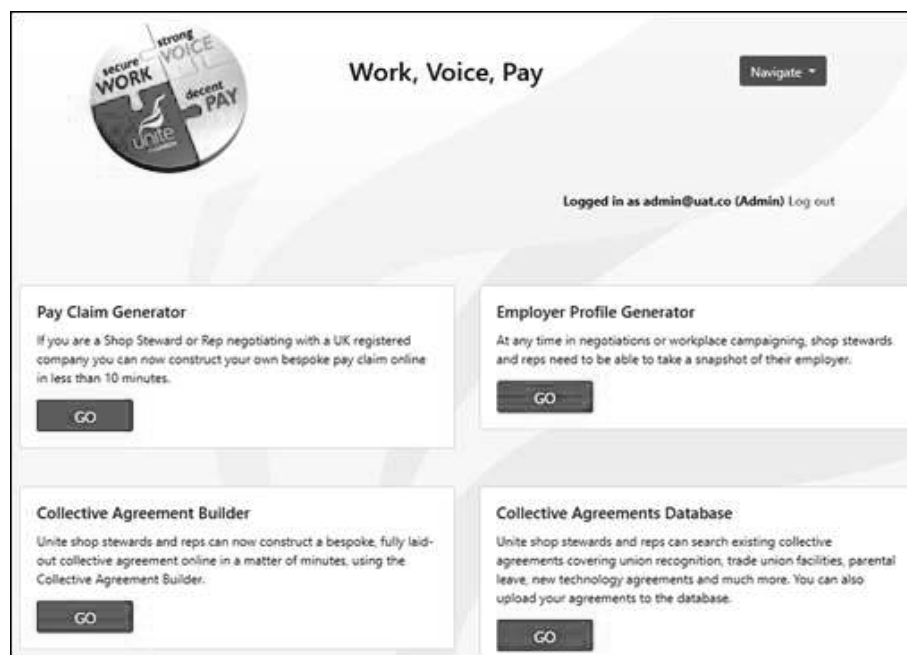 strong
VOICE
secure
WORK
decent
PAY
unite
Work, Voice, Pay
Navigate
Logged in as admin@uat.co (Admin) Log out
Pay Claim Generator
If you are a Shop Steward or Rep negotiating with a UK registered
company you can now construct your own bespoke pay claim online
in less than 10 minutes.
GO
Employer Profile Generator
At any time in negotiations or workplace campaigning, shop stewards
and reps need to be able to take a snapshot of their employer.
GO
Collective Agreement Builder
Unite shop stewards and reps can now construct a bespoke, fully laid-
out collective agreement online in a matter of minutes, using the
Collective Agreement Builder.
GO
Collective Agreements Database
Unite shop stewards and reps can search existing collective
agreements covering union recognition, trade union facilities, parental
leave, new technology agreements and much more. You can also
upload your agreements to the database.
GO